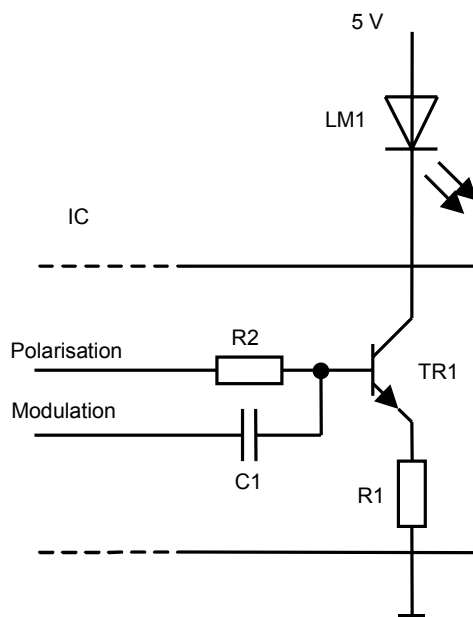 5 V
LM1
IC
R2
Polarisation
TR1
Modulation
C1
R1